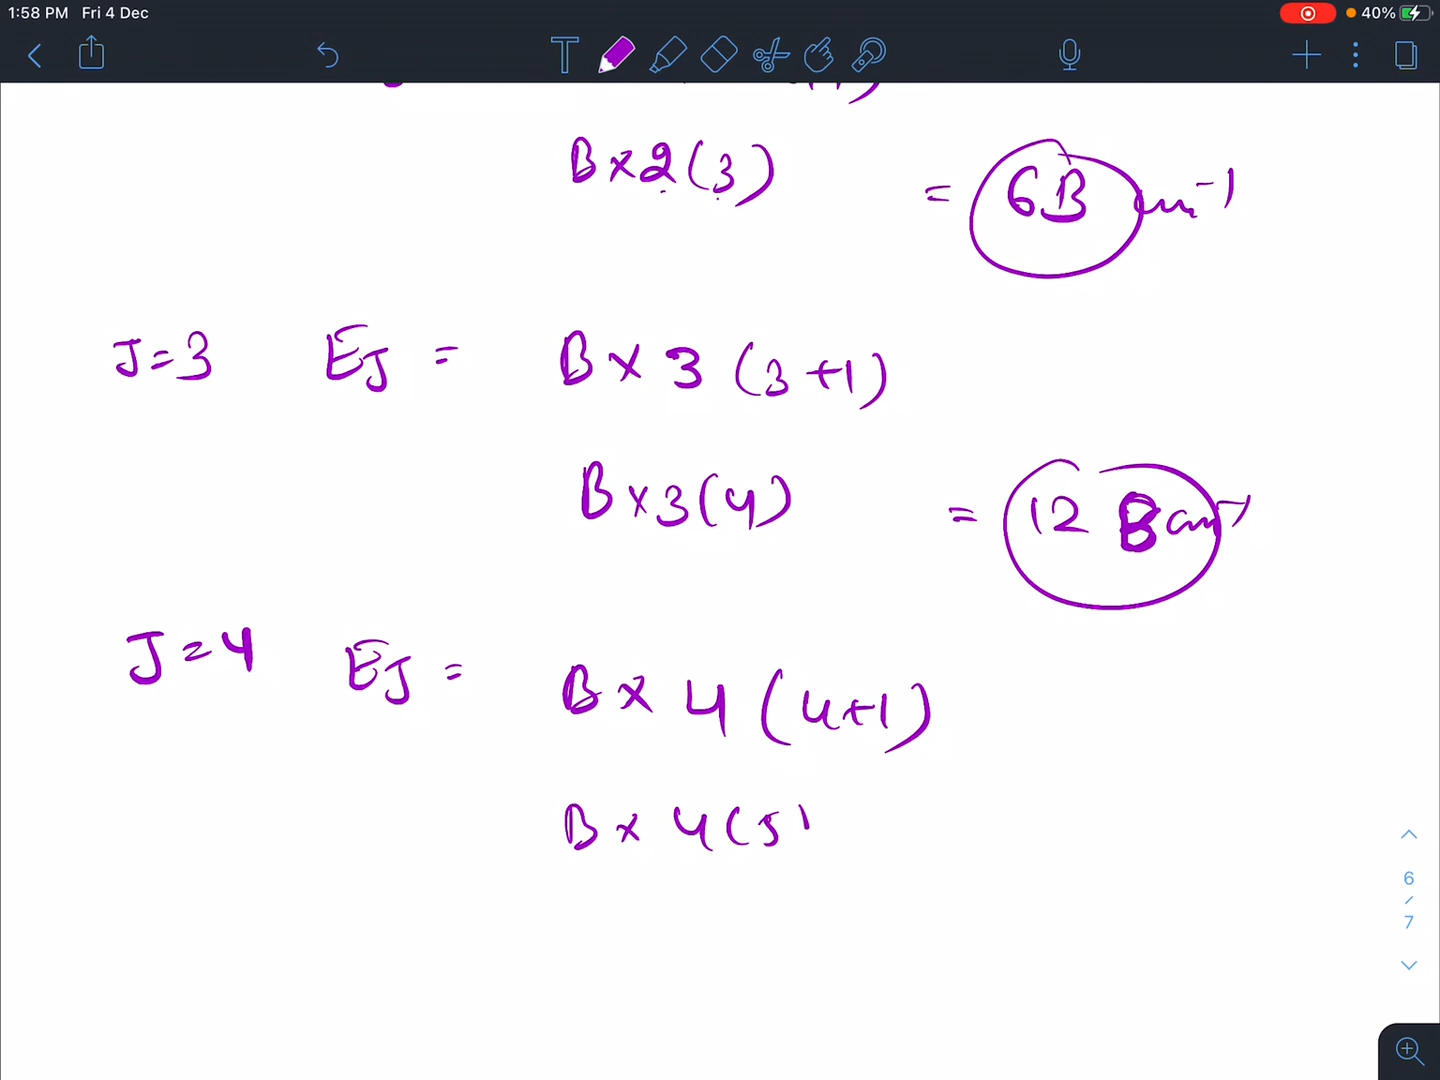 1:58 PM Fri 4 Dec
40%
T
B × 2 (3) = 6B cm⁻¹
J = 3 EJ = B × 3 (3+1)
B × 3 (4) = 12 B cm⁻¹
J = 4 EJ = B × 4 (4+1)
B × 4 (5)
6
/
7